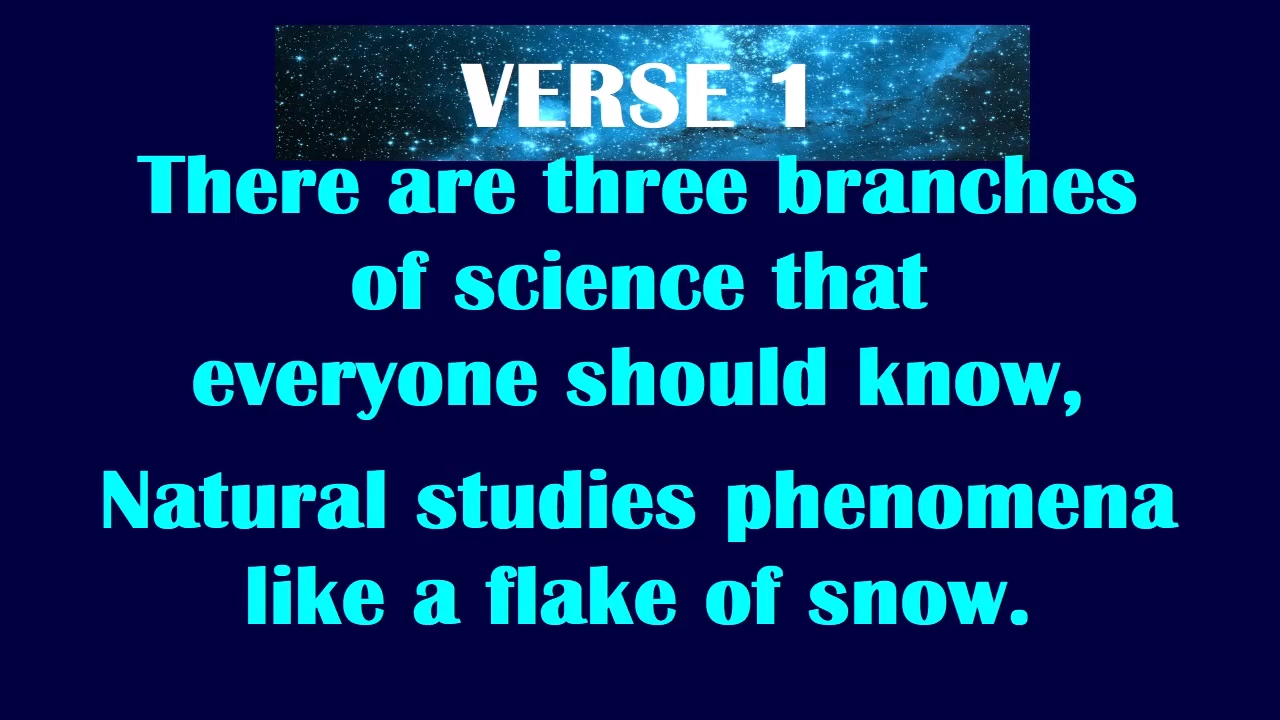 VERSE 1
There are three branches
of science that
everyone should know,
Natural studies phenomena
like a flake of snow.